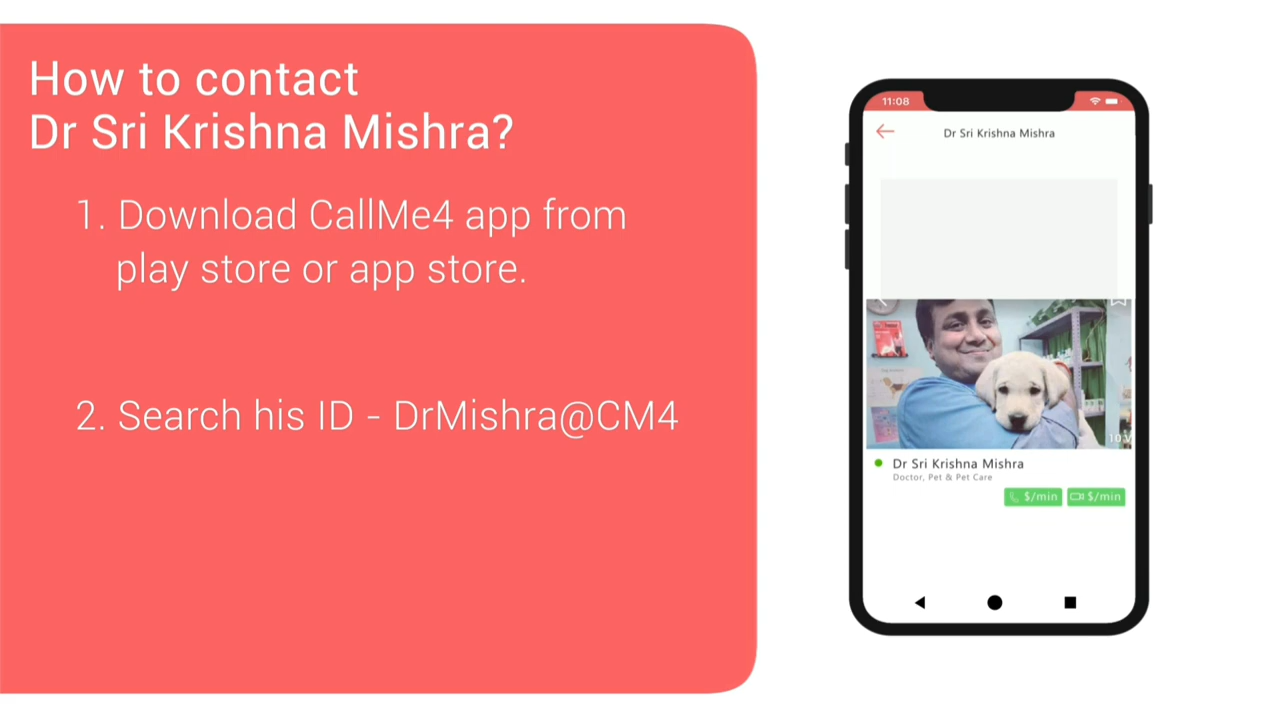 How to contact
Dr Sri Krishna Mishra?
1. Download CallMe4 app from
play store or app store.
2. Search his ID - DrMishra@CM4
11:08
Dr Sri Krishna Mishra
Dr Sri Krishna Mishra
Doctor, Pet & Pet Care
$/min
$/min